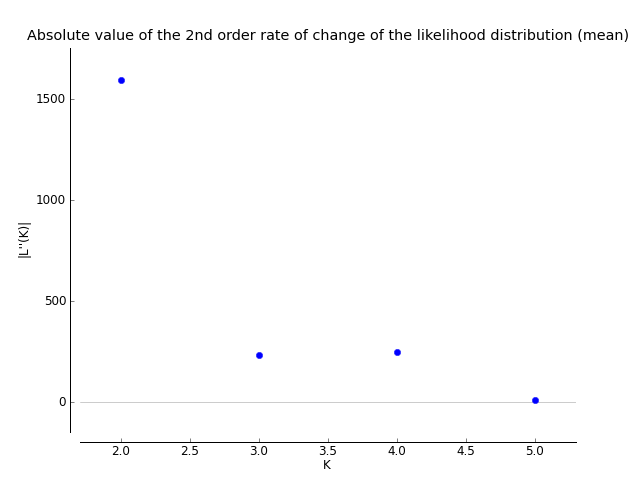 Absolute value of the 2nd order rate of change of the likelihood distribution (mean)
1500
1000
500
0
|L''(K)|
2.0 2.5 3.0 3.5 4.0 4.5 5.0
K